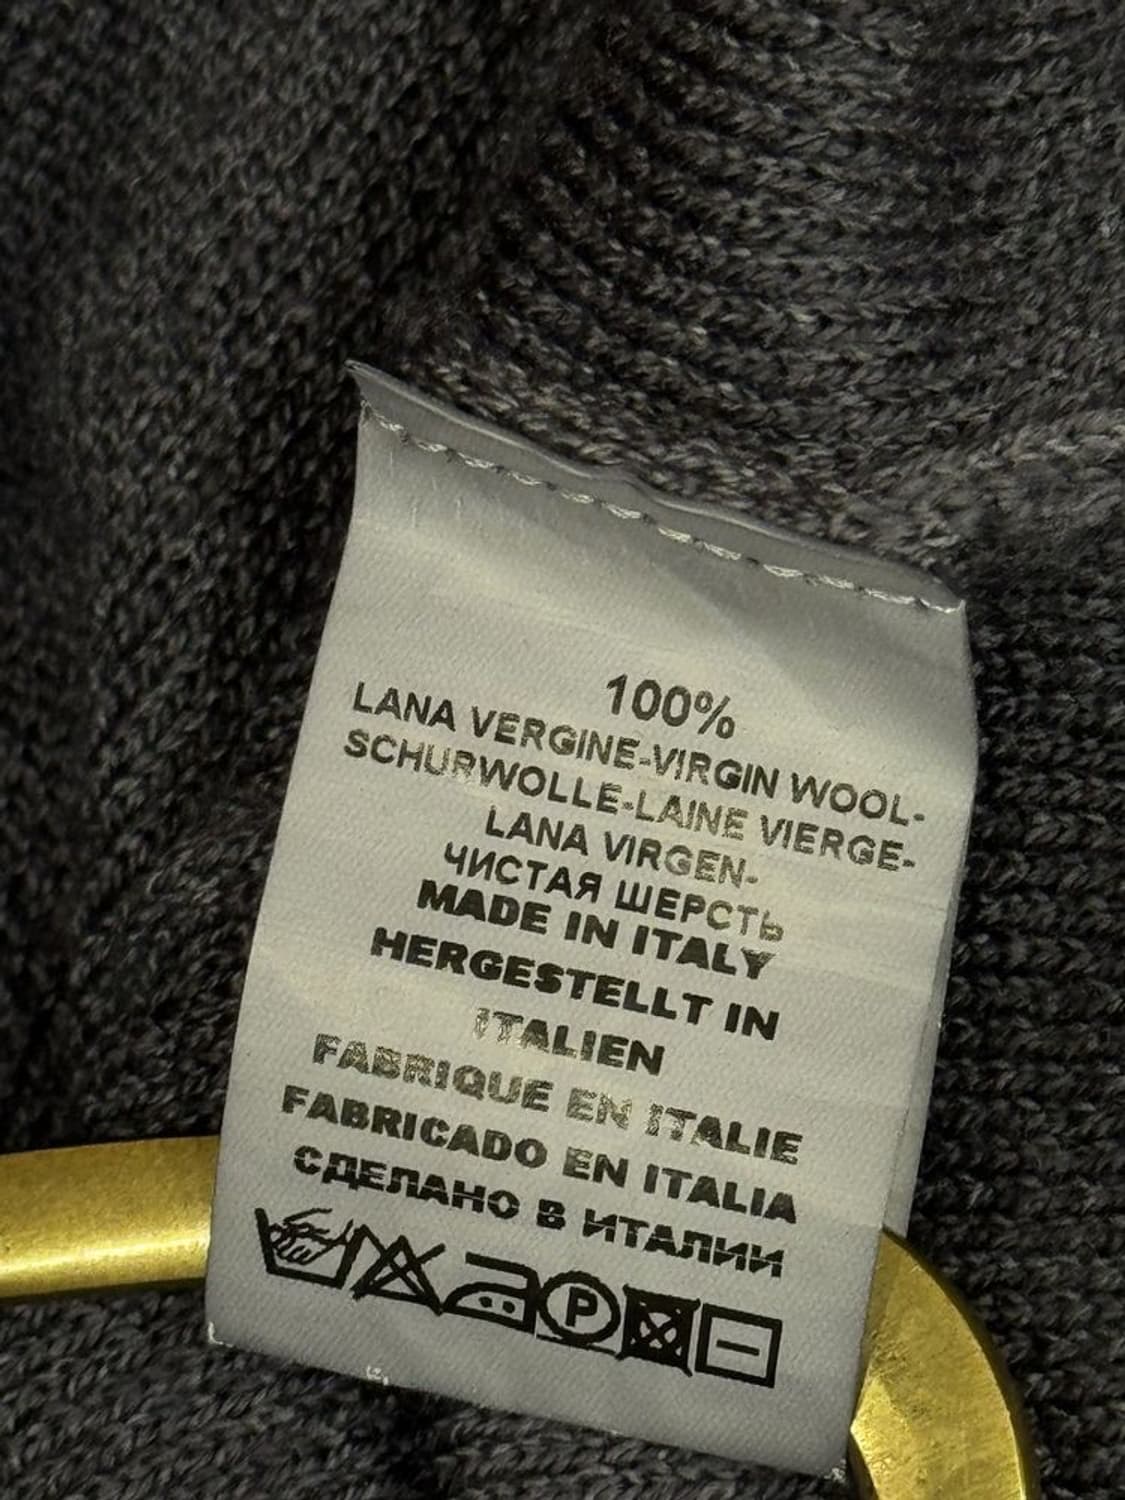 100%
LANA VERGINE-VIRGIN WOOL-
SCHURWOLLE-LAINE VIERGE-
LANA VIRGEN-
ЧИСТАЯ ШЕРСТЬ
MADE IN ITALY
HERGESTELLT IN
ITALIEN
FABRIQUE EN ITALIE
FABRICADO EN ITALIA
СДЕЛАНО В ИТАЛИИ
P